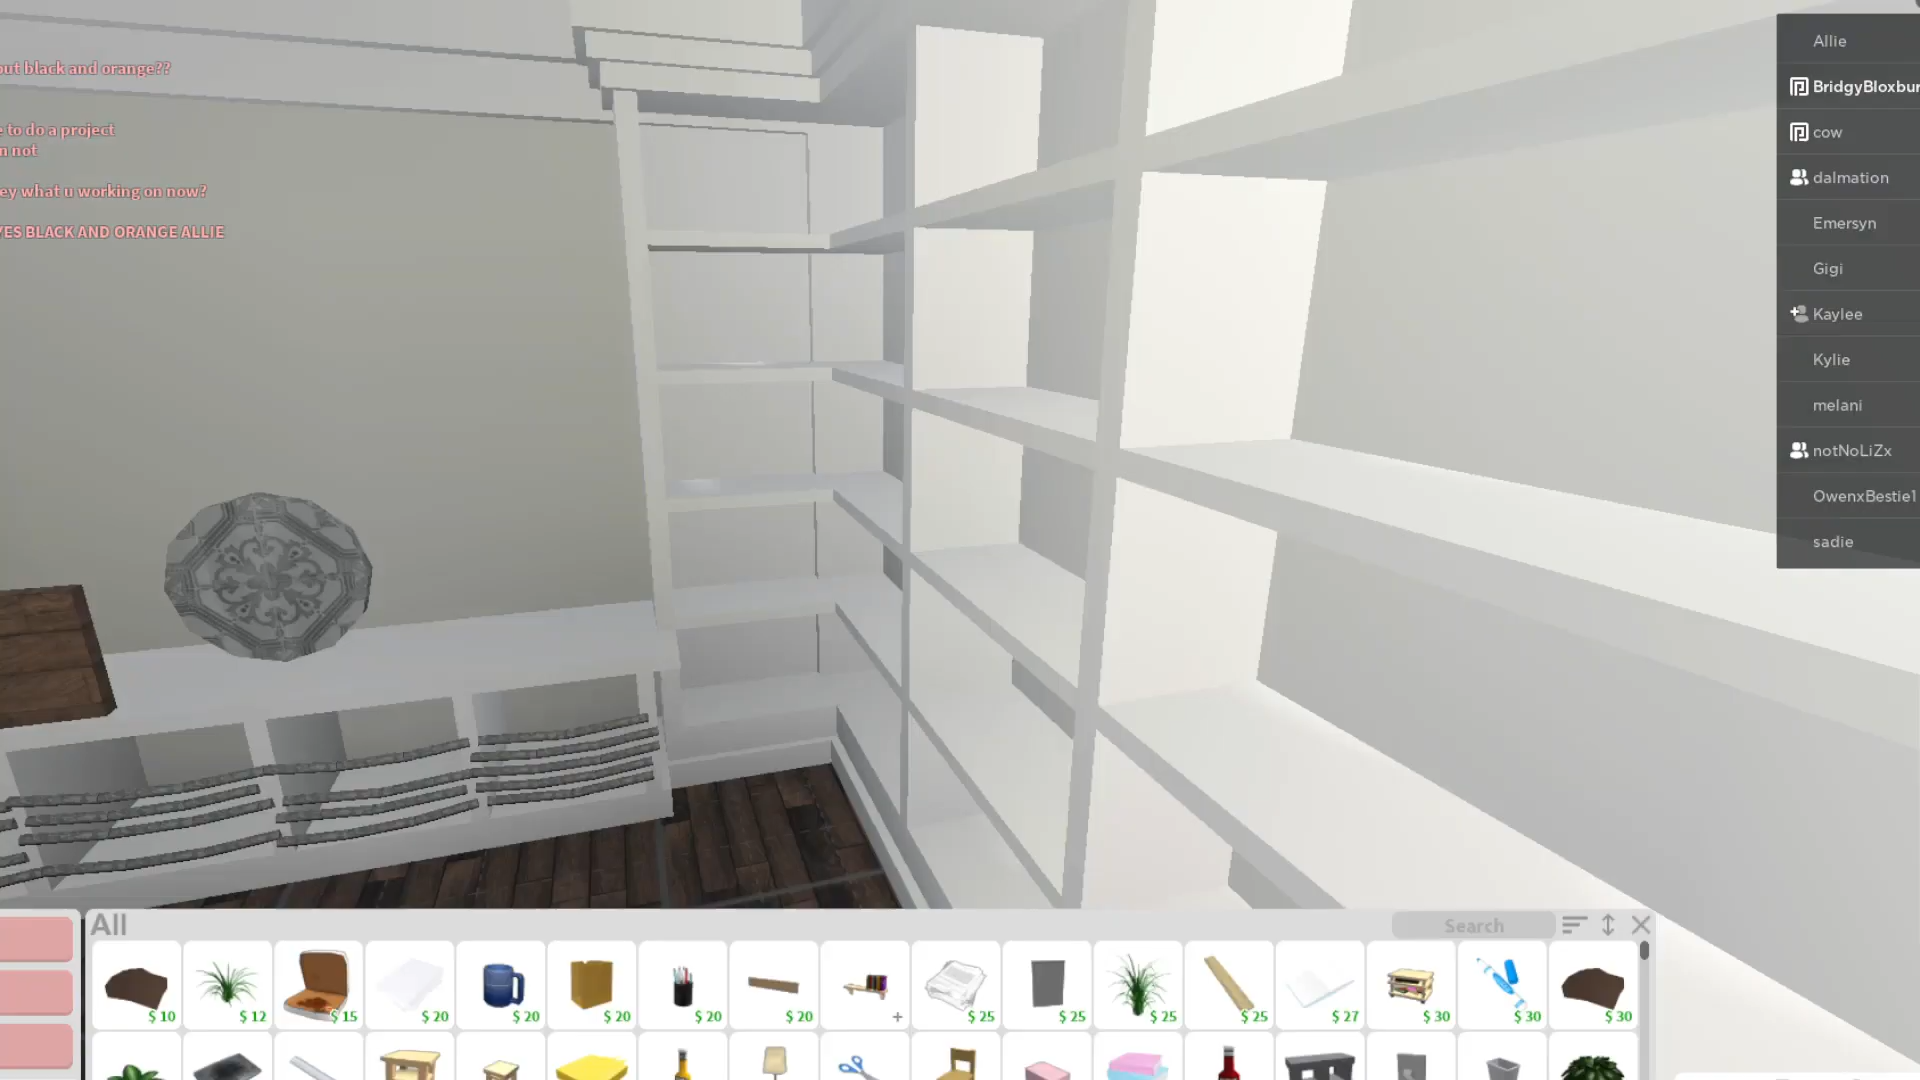 out black and orange??
e to do a project
n not
ey what u working on now?
YES BLACK AND ORANGE ALLIE
Allie
BridgyBloxbur
cow
dalmation
Emersyn
Gigi
Kaylee
Kylie
melani
notNoLiZx
OwenxBestie1
sadie
All
Search
$ 10
$ 12
$ 15
$ 20
$ 20
$ 20
$ 20
$ 20
+
$ 25
$ 25
$ 25
$ 25
$ 27
$ 30
$ 30
$ 30